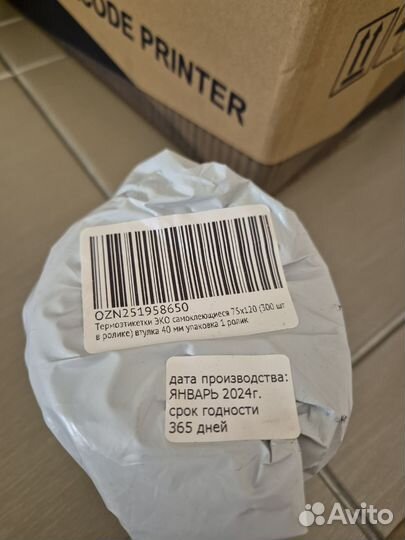 CODE PRINTER
OZN251958650
Термоэтикетки ЭКО самоклеющиеся 75х120 (300 шт
в ролике) втулка 40 мм упаковка 1 ролик
дата производства:
ЯНВАРЬ 2024г.
срок годности
365 дней
Avito